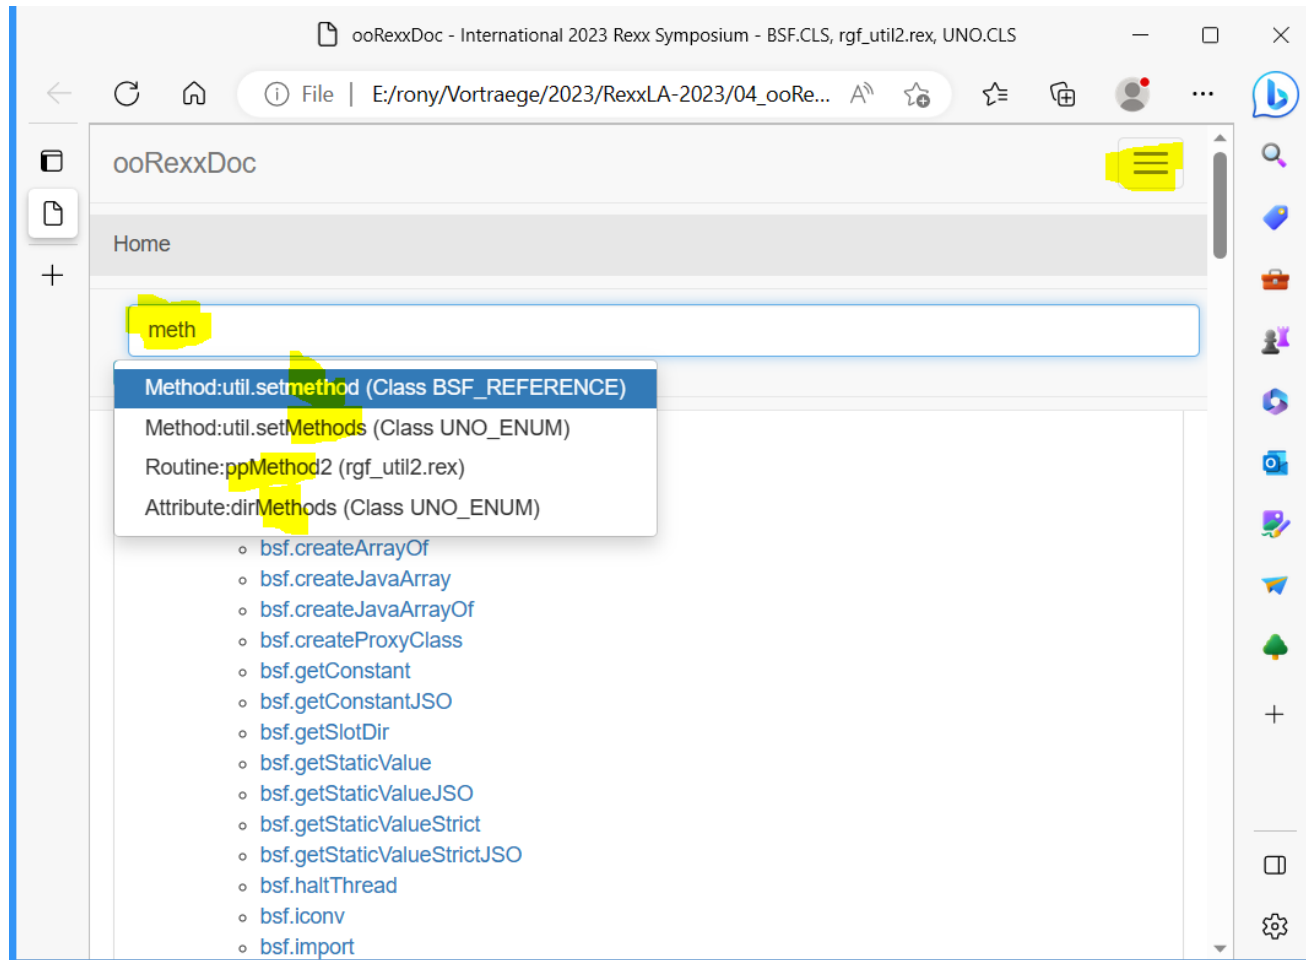 ooRexxDoc - International 2023 Rexx Symposium - BSF.CLS, rgf_util2.rex, UNO.CLS
File | E:/rony/Vortraege/2023/RexxLA-2023/04_ooRe...
ooRexxDoc
Home
meth
Method:util.setmethod (Class BSF_REFERENCE)
Method:util.setMethods (Class UNO_ENUM)
Routine:ppMethod2 (rgf_util2.rex)
Attribute:dirMethods (Class UNO_ENUM)
bsf.createArrayOf
bsf.createJavaArray
bsf.createJavaArrayOf
bsf.createProxyClass
bsf.getConstant
bsf.getConstantJSO
bsf.getSlotDir
bsf.getStaticValue
bsf.getStaticValueJSO
bsf.getStaticValueStrict
bsf.getStaticValueStrictJSO
bsf.haltThread
bsf.iconv
bsf.import